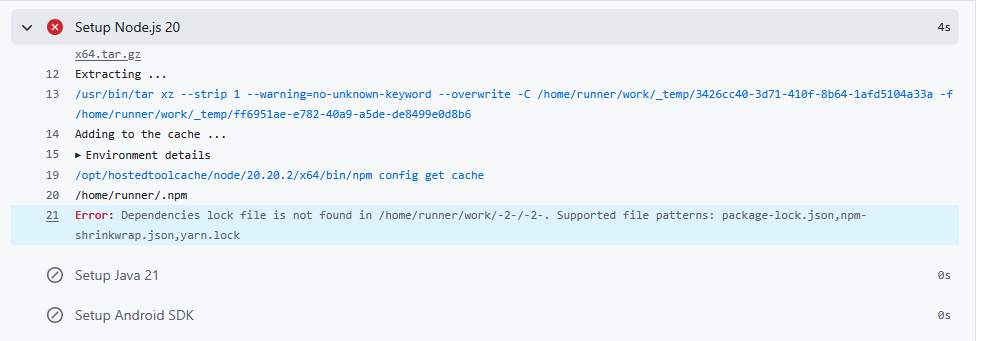 Setup Node.js 20 4s
x64.tar.gz
12 Extracting ...
13 /usr/bin/tar xz --strip 1 --warning=no-unknown-keyword --overwrite -C /home/runner/work/_temp/3426cc40-3d71-410f-8b64-1afd5104a33a -f
/home/runner/work/_temp/ff6951ae-e782-40a9-a5de-de8499e0d8b6
14 Adding to the cache ...
15 ▶ Environment details
19 /opt/hostedtoolcache/node/20.20.2/x64/bin/npm config get cache
20 /home/runner/.npm
21 Error: Dependencies lock file is not found in /home/runner/work/-2-/-2-. Supported file patterns: package-lock.json,npm-
shrinkwrap.json,yarn.lock
Setup Java 21 0s
Setup Android SDK 0s